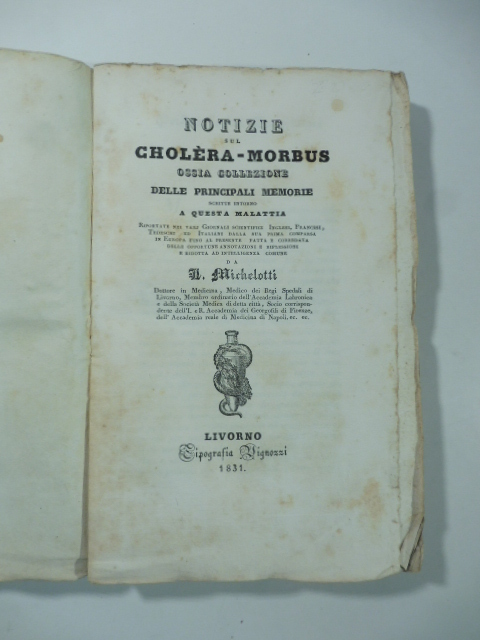 NOTIZIE
SUL
CHOLÈRA-MORBUS
OSSIA COLLEZIONE
DELLE PRINCIPALI MEMORIE
SCRITTE INTORNO
A QUESTA MALATTIA
RIPORTATE NEI VARJ GIORNALI SCIENTIFICI INGLESI, FRANCESI,
TEDESCHI ED ITALIANI DALLA SUA PRIMA COMPARSA
IN EUROPA FINO AL PRESENTE FATTA E CORREDATA
DELLE OPPORTUNE ANNOTAZIONI E RIFLESSIONI
E RIDOTTA AD INTELLIGENZA COMUNE
DA
Michelotti
Dottore in Medicina, Medico dei Regi Spedali di
Livorno, Membro ordinario dell'Accademia Labronica
e della Società Medica di detta città, Socio corrispon-
dente dell'I. e R. Accademia dei Georgofili di Firenze,
dell'Accademia reale di Medicina di Napoli, ec. ec.
LIVORNO
Tipografia Vignozzi
1831.